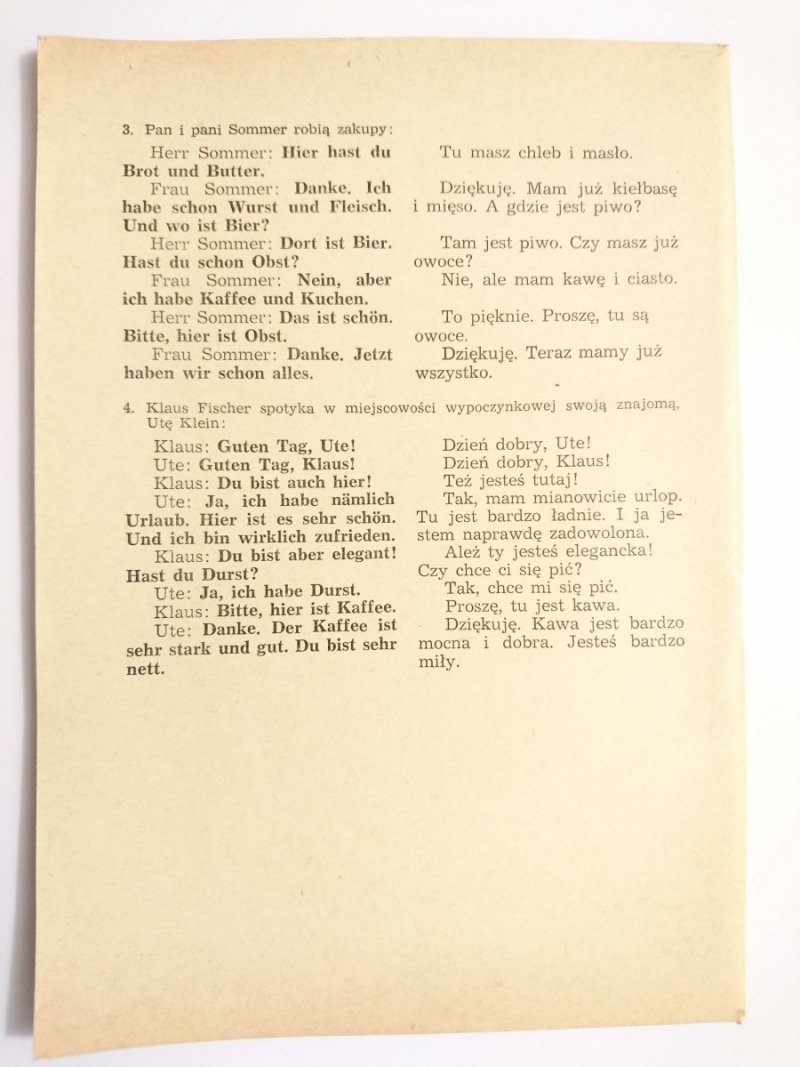 3. Pan i pani Sommer robią zakupy:
Herr Sommer: Hier hast du
Brot und Butter.
Frau Sommer: Danke. Ich
habe schon Wurst und Fleisch.
Und wo ist Bier?
Herr Sommer: Dort ist Bier.
Hast du schon Obst?
Frau Sommer: Nein, aber
ich habe Kaffee und Kuchen.
Herr Sommer: Das ist schön.
Bitte, hier ist Obst.
Frau Sommer: Danke. Jetzt
haben wir schon alles.
Tu masz chleb i masło.
Dziękuję. Mam już kiełbasę
i mięso. A gdzie jest piwo?
Tam jest piwo. Czy masz już
owoce?
Nie, ale mam kawę i ciasto.
To pięknie. Proszę, tu są
owoce.
Dziękuję. Teraz mamy już
wszystko.
4. Klaus Fischer spotyka w miejscowości wypoczynkowej swoją znajomą,
Utę Klein:
Klaus: Guten Tag, Ute!
Ute: Guten Tag, Klaus!
Klaus: Du bist auch hier!
Ute: Ja, ich habe nämlich
Urlaub. Hier ist es sehr schön.
Und ich bin wirklich zufrieden.
Klaus: Du bist aber elegant!
Hast du Durst?
Ute: Ja, ich habe Durst.
Klaus: Bitte, hier ist Kaffee.
Ute: Danke. Der Kaffee ist
sehr stark und gut. Du bist sehr
nett.
Dzień dobry, Ute!
Dzień dobry, Klaus!
Też jesteś tutaj!
Tak, mam mianowicie urlop.
Tu jest bardzo ładnie. I ja je-
stem naprawdę zadowolona.
Ależ ty jesteś elegancka!
Czy chce ci się pić?
Tak, chce mi się pić.
Proszę, tu jest kawa.
Dziękuję. Kawa jest bardzo
mocna i dobra. Jesteś bardzo
miły.